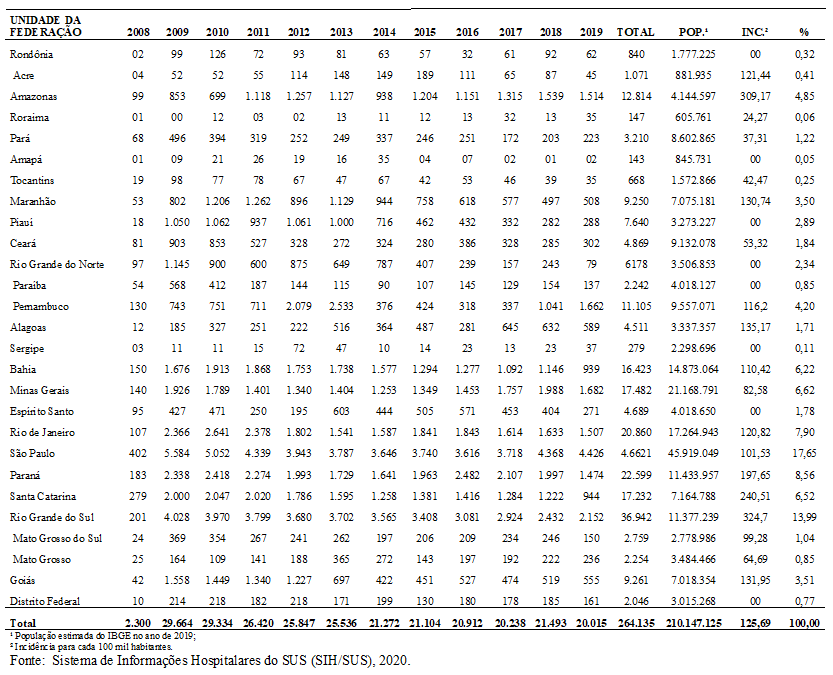 UNIDADE DA
FEDERAÇÃO 2008 2009 2010 2011 2012 2013 2014 2015 2016 2017 2018 2019 TOTAL POP.¹ INC.² %
Rondônia 02 99 126 72 93 81 63 57 32 61 92 62 840 1.777.225 00 0,32
Acre 04 52 52 55 114 148 149 189 111 65 87 45 1.071 881.935 121,44 0,41
Amazonas 99 853 699 1.118 1.257 1.127 938 1.204 1.151 1.315 1.539 1.514 12.814 4.144.597 309,17 4,85
Roraima 01 00 12 03 02 13 11 12 13 32 13 35 147 605.761 24,27 0,06
Pará 68 496 394 319 252 249 337 246 251 172 203 223 3.210 8.602.865 37,31 1,22
Amapá 01 09 21 26 19 16 35 04 07 02 01 02 143 845.731 00 0,05
Tocantins 19 98 77 78 67 47 67 42 53 46 39 35 668 1.572.866 42,47 0,25
Maranhão 53 802 1.206 1.262 896 1.129 944 758 618 577 497 508 9.250 7.075.181 130,74 3,50
Piaui 18 1.050 1.062 937 1.061 1.000 716 462 432 332 282 288 7.640 3.273.227 00 2,89
Ceará 81 903 853 527 328 272 324 280 386 328 285 302 4.869 9.132.078 53,32 1,84
Rio Grande do Norte 97 1.145 900 600 875 649 787 407 239 157 243 79 6178 3.506.853 00 2,34
Paraiba 54 568 412 187 144 115 90 107 145 129 154 137 2.242 4.018.127 00 0,85
Pernambuco 130 743 751 711 2.079 2.533 376 424 318 337 1.041 1.662 11.105 9.557.071 116,2 4,20
Alagoas 12 185 327 251 222 516 364 487 281 645 632 589 4.511 3.337.357 135,17 1,71
Sergipe 03 11 11 15 72 47 10 14 23 13 23 37 279 2.298.696 00 0,11
Bahia 150 1.676 1.913 1.868 1.753 1.738 1.577 1.294 1.277 1.092 1.146 939 16.423 14.873.064 110,42 6,22
Minas Gerais 140 1.926 1.789 1.401 1.340 1.404 1.253 1.349 1.453 1.757 1.988 1.682 17.482 21.168.791 82,58 6,62
Espirito Santo 95 427 471 250 195 603 444 505 571 453 404 271 4.689 4.018.650 00 1,78
Rio de Janeiro 107 2.366 2.641 2.378 1.802 1.541 1.587 1.841 1.843 1.614 1.633 1.507 20.860 17.264.943 120,82 7,90
São Paulo 402 5.584 5.052 4.339 3.943 3.787 3.646 3.740 3.616 3.718 4.368 4.426 4.6621 45.919.049 101,53 17,65
Paraná 183 2.338 2.418 2.274 1.993 1.729 1.641 1.963 2.482 2.107 1.997 1.474 22.599 11.433.957 197,65 8,56
Santa Catarina 279 2.000 2.047 2.020 1.786 1.595 1.258 1.381 1.416 1.284 1.222 944 17.232 7.164.788 240,51 6,52
Rio Grande do Sul 201 4.028 3.970 3.799 3.680 3.702 3.565 3.408 3.081 2.924 2.432 2.152 36.942 11.377.239 324,7 13,99
Mato Grosso do Sul 24 369 354 267 241 262 197 206 209 234 246 150 2.759 2.778.986 99,28 1,04
Mato Grosso 25 164 109 141 188 365 272 143 197 192 222 236 2.254 3.484.466 64,69 0,85
Goiás 42 1.558 1.449 1.340 1.227 697 422 451 527 474 519 555 9.261 7.018.354 131,95 3,51
Distrito Federal 10 214 218 182 218 171 199 130 180 178 185 161 2.046 3.015.268 00 0,77
Total 2.300 29.664 29.334 26.420 25.847 25.536 21.272 21.104 20.912 20.238 21.493 20.015 264.135 210.147.125 125,69 100,00
¹ População estimada do IBGE no ano de 2019;
² Incidência para cada 100 mil habitantes.
Fonte: Sistema de Informações Hospitalares do SUS (SIH/SUS), 2020.